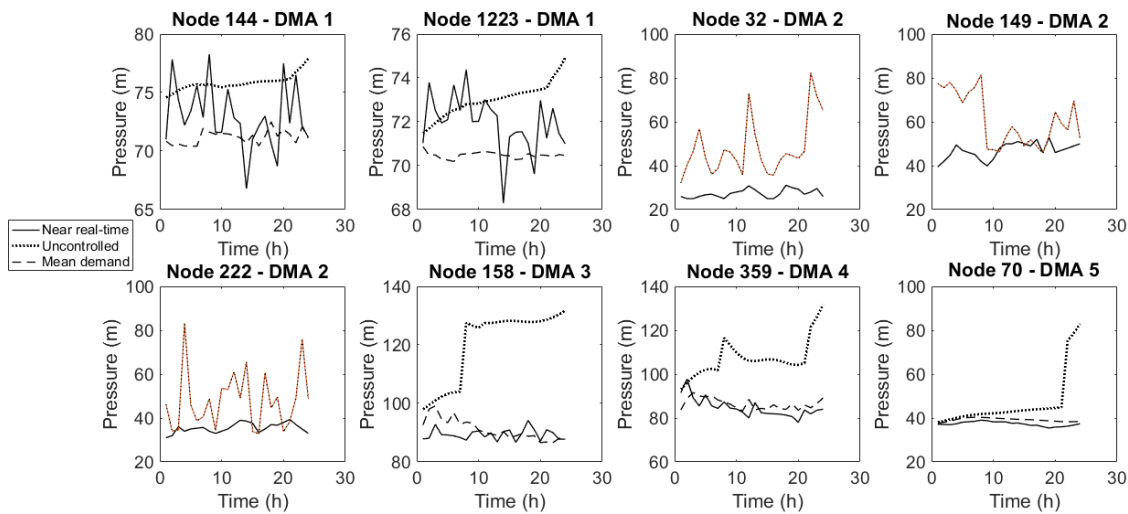 Node 144 - DMA 1
Pressure (m)
80
75
70
65
0
10
20
30
Time (h)
Node 1223 - DMA 1
Pressure (m)
76
74
72
70
68
0
10
20
30
Time (h)
Node 32 - DMA 2
Pressure (m)
100
80
60
40
20
0
10
20
30
Time (h)
Node 149 - DMA 2
Pressure (m)
100
80
60
40
20
0
10
20
30
Time (h)
Near real-time
Uncontrolled
Mean demand
Node 222 - DMA 2
Pressure (m)
100
80
60
40
20
0
10
20
30
Time (h)
Node 158 - DMA 3
Pressure (m)
140
120
100
80
0
10
20
30
Time (h)
Node 359 - DMA 4
Pressure (m)
140
120
100
80
60
0
10
20
30
Time (h)
Node 70 - DMA 5
Pressure (m)
100
80
60
40
20
0
10
20
30
Time (h)